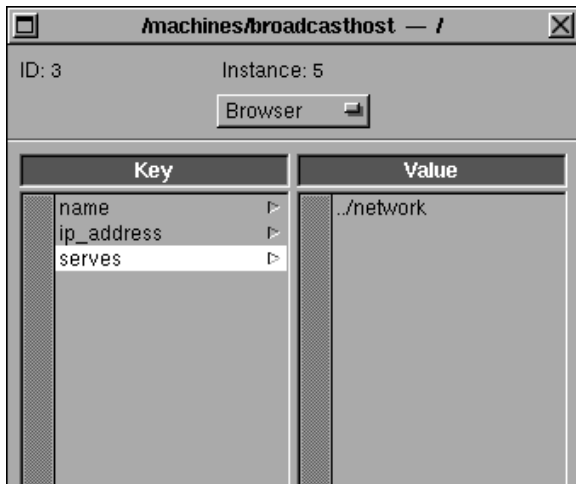 /machines/broadcasthost — /
ID: 3 Instance: 5
Browser
Key Value
name ../network
ip_address
serves